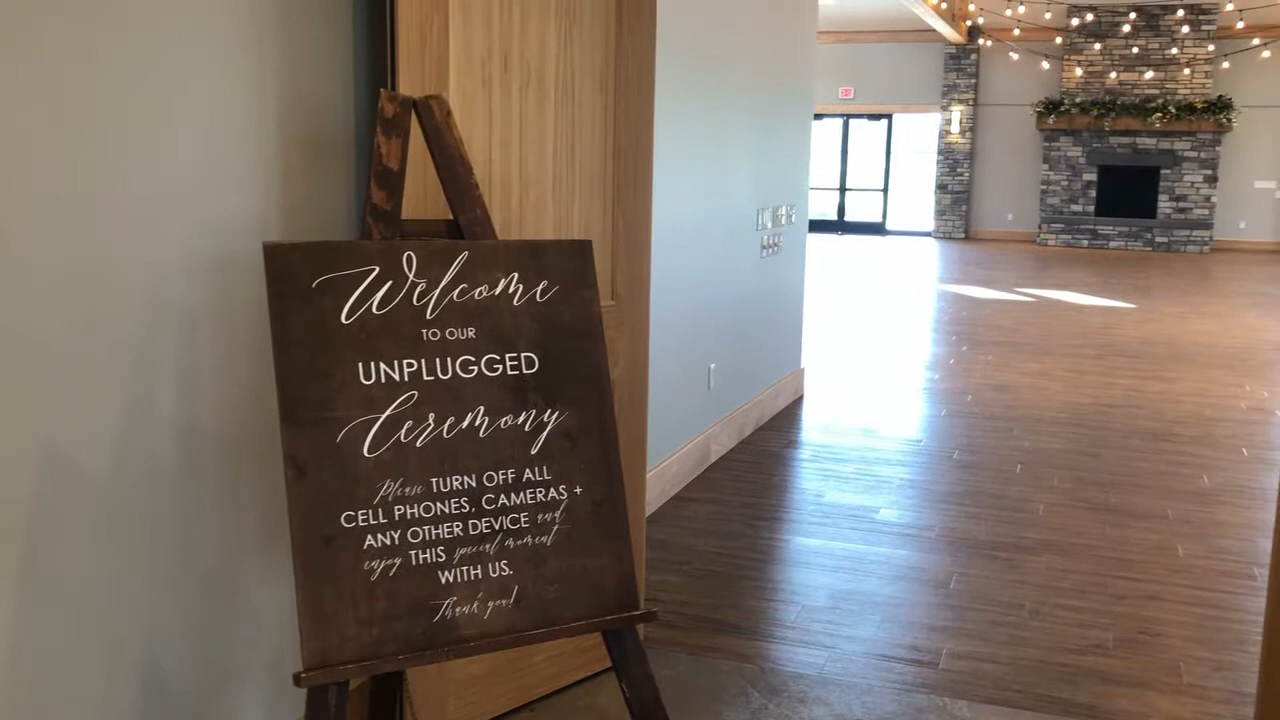 Welcome
TO OUR
UNPLUGGED
Ceremony
Please TURN OFF ALL
CELL PHONES, CAMERAS +
ANY OTHER DEVICE and
enjoy THIS special moment
WITH US.
Thank you!